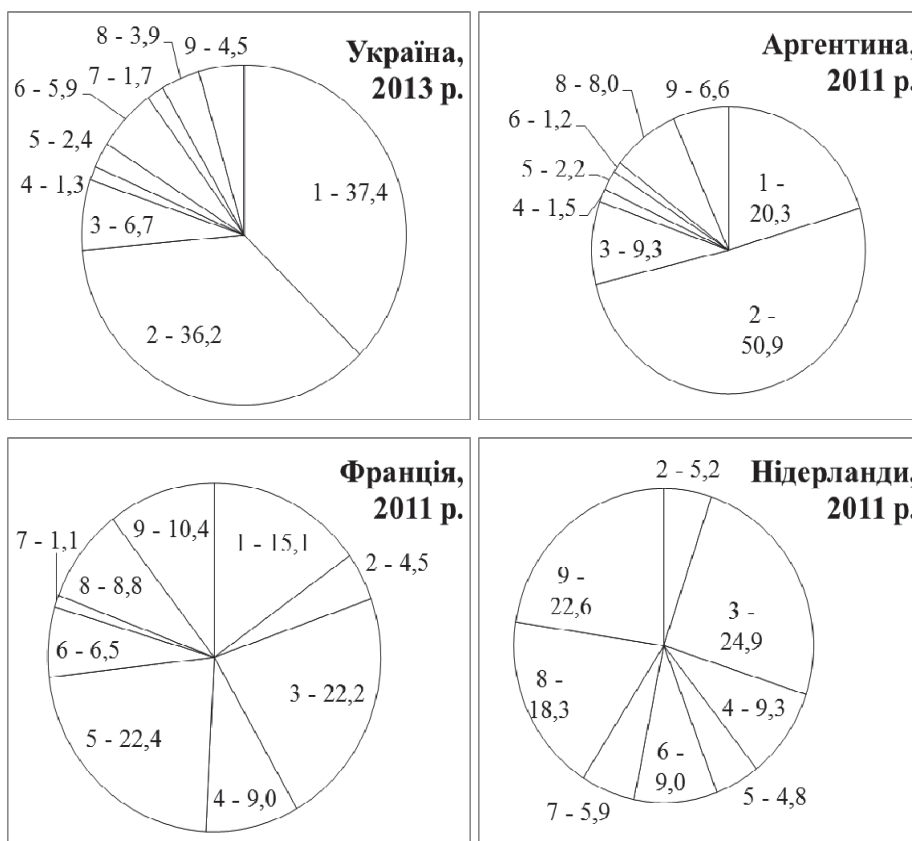 Україна,
2013 р.
8 - 3,9
9 - 4,5
7 - 1,7
6 - 5,9
5 - 2,4
4 - 1,3
3 - 6,7
1 - 37,4
2 - 36,2
Аргентина,
2011 р.
8 - 8,0
9 - 6,6
6 - 1,2
5 - 2,2
4 - 1,5
3 - 9,3
1 -
20,3
2 -
50,9
Франція,
2011 р.
9 - 10,4
1 - 15,1
7 - 1,1
8 - 8,8
2 - 4,5
6 - 6,5
3 - 22,2
5 - 22,4
4 - 9,0
Нідерланди,
2011 р.
2 - 5,2
9 -
22,6
3 -
24,9
8 -
18,3
4 - 9,3
6 -
9,0
7 - 5,9
5 - 4,8